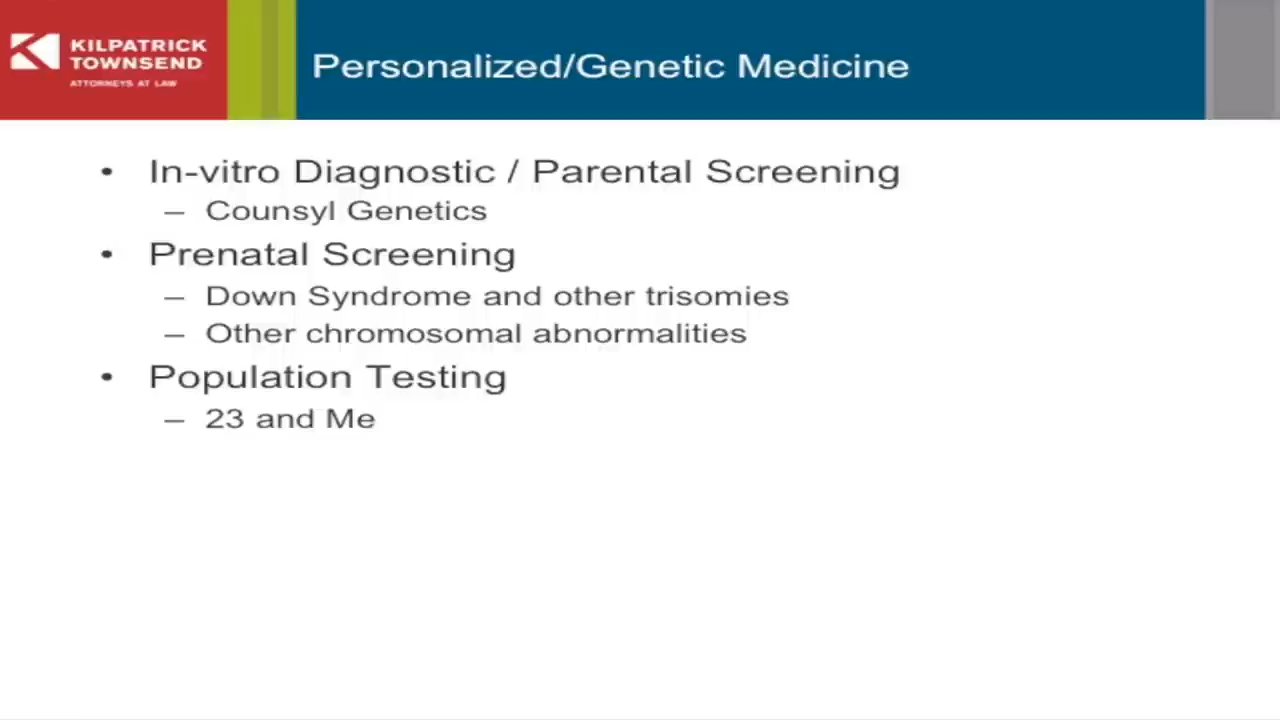 KILPATRICK
TOWNSEND
ATTORNEYS AT LAW
Personalized/Genetic Medicine
• In-vitro Diagnostic / Parental Screening
– Counsyl Genetics
• Prenatal Screening
– Down Syndrome and other trisomies
– Other chromosomal abnormalities
• Population Testing
– 23 and Me